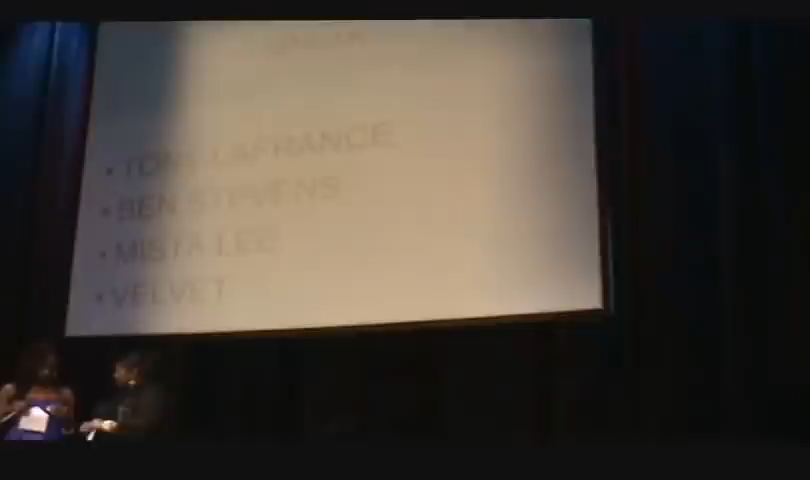 • TONY LAFRANCE
• BEN STEVENS
• MISTA LEE
• VELVET